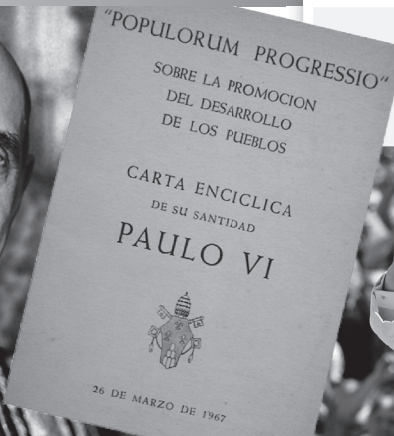 "POPULORUM PROGRESSIO"
SOBRE LA PROMOCION
DEL DESARROLLO
DE LOS PUEBLOS
CARTA ENCICLICA
DE SU SANTIDAD
PAULO VI
26 DE MARZO DE 1967